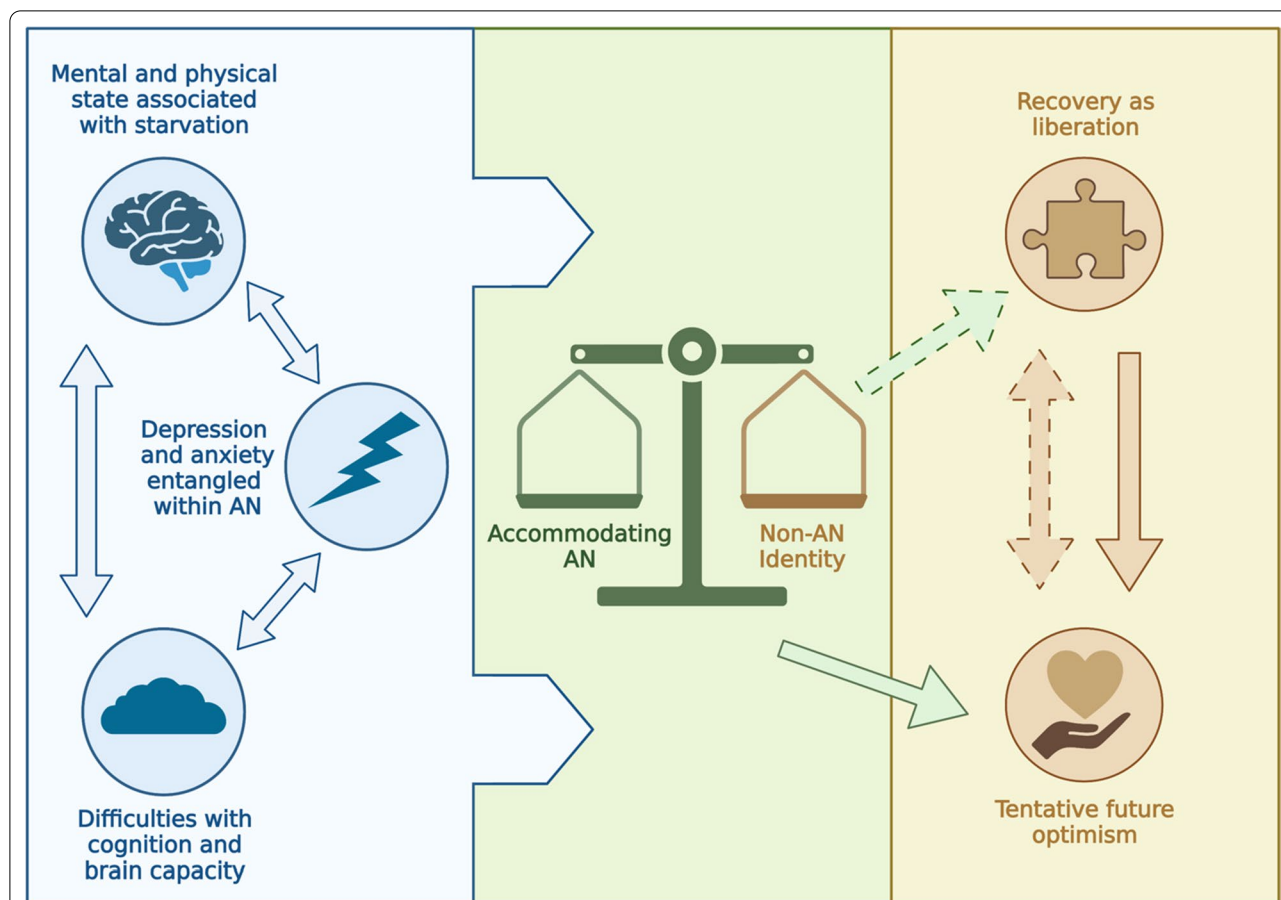 Mental and physical
state associated
with starvation
Depression
and anxiety
entangled
within AN
Difficulties with
cognition and
brain capacity
Accommodating
AN
Non-AN
Identity
Recovery as
liberation
Tentative future
optimism